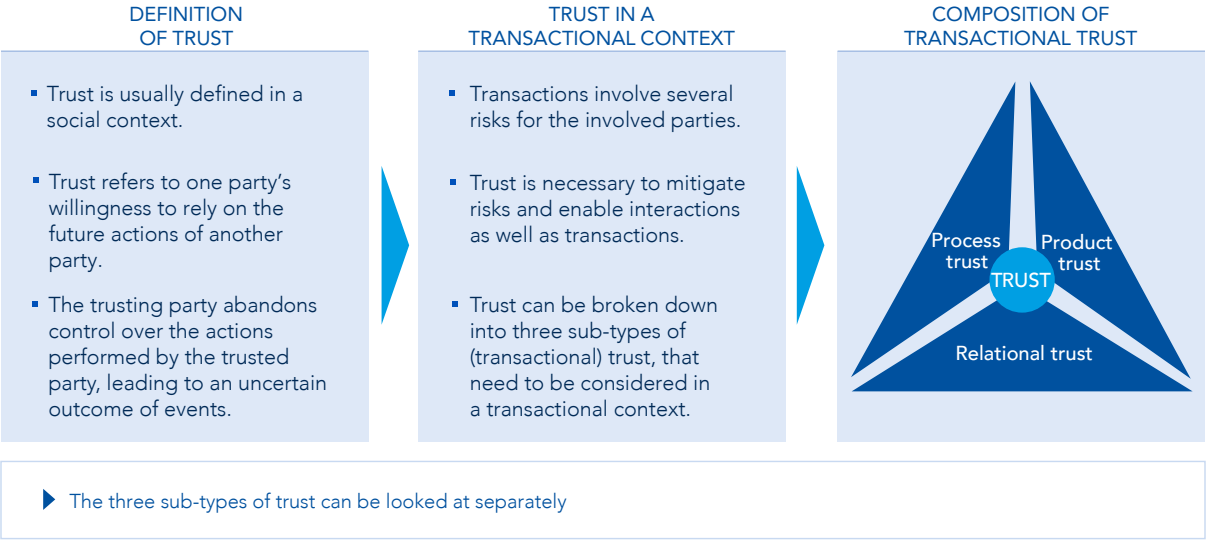 DEFINITION
OF TRUST
▪ Trust is usually defined in a
social context.
▪ Trust refers to one party’s
willingness to rely on the
future actions of another
party.
▪ The trusting party abandons
control over the actions
performed by the trusted
party, leading to an uncertain
outcome of events.
TRUST IN A
TRANSACTIONAL CONTEXT
▪ Transactions involve several
risks for the involved parties.
▪ Trust is necessary to mitigate
risks and enable interactions
as well as transactions.
▪ Trust can be broken down
into three sub-types of
(transactional) trust, that
need to be considered in
a transactional context.
COMPOSITION OF
TRANSACTIONAL TRUST
Process
trust
Product
trust
TRUST
Relational trust
The three sub-types of trust can be looked at separately